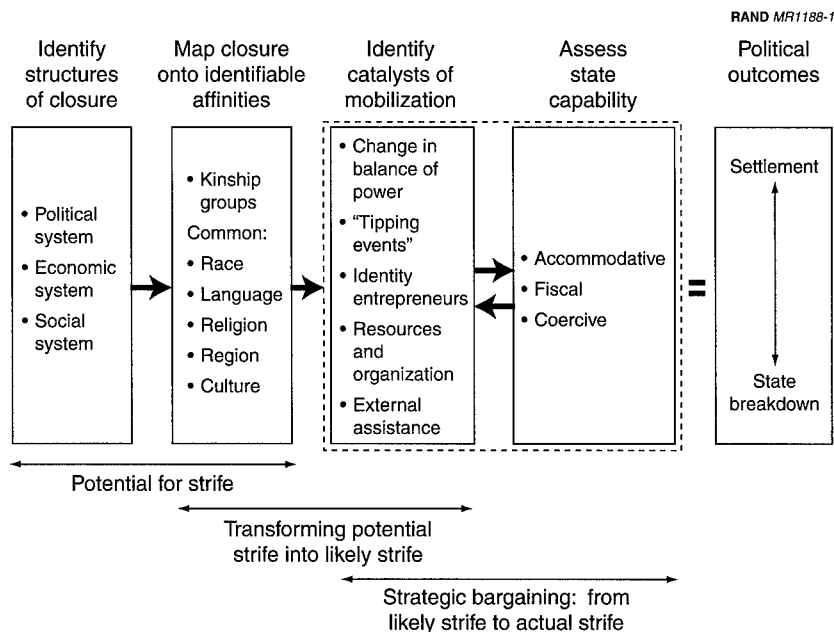 RAND MR1188-1
Identify
structures
of closure
Map closure
onto identifiable
affinities
Identify
catalysts of
mobilization
Assess
state
capability
Political
outcomes
• Political
system
• Economic
system
• Social
system
• Kinship
groups
Common:
• Race
• Language
• Religion
• Region
• Culture
• Change in
balance of
power
• “Tipping
events”
• Identity
entrepreneurs
• Resources
and
organization
• External
assistance
• Accommodative
• Fiscal
• Coercive
=
Settlement
State
breakdown
Potential for strife
Transforming potential
strife into likely strife
Strategic bargaining: from
likely strife to actual strife